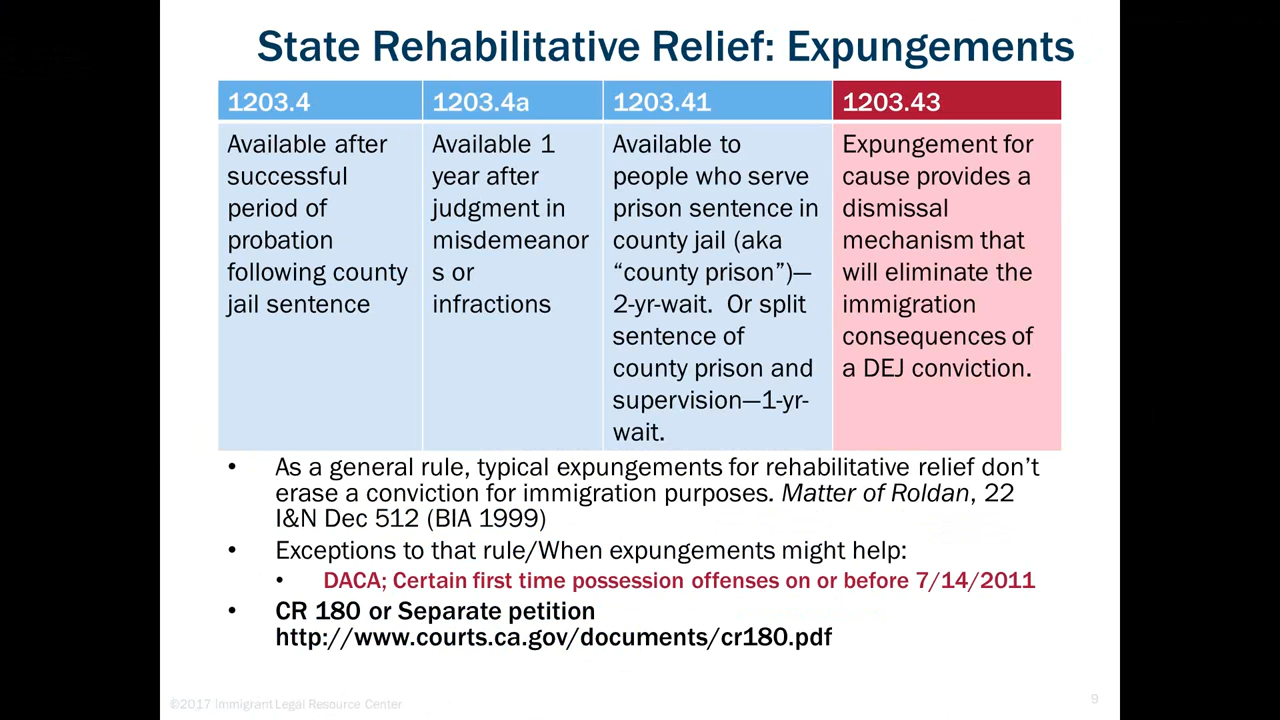 State Rehabilitative Relief: Expungements
1203.4
1203.4a
1203.41
1203.43
Available after
successful
period of
probation
following county
jail sentence
Available 1
year after
judgment in
misdemeanor
s or
infractions
Available to
people who serve
prison sentence in
county jail (aka
“county prison”)—
2-yr-wait.  Or split
sentence of
county prison and
supervision—1-yr-
wait.
Expungement for
cause provides a
dismissal
mechanism that
will eliminate the
immigration
consequences of
a DEJ conviction.
• As a general rule, typical expungements for rehabilitative relief don’t
erase a conviction for immigration purposes. Matter of Roldan, 22
I&N Dec 512 (BIA 1999)
• Exceptions to that rule/When expungements might help:
• DACA; Certain first time possession offenses on or before 7/14/2011
• CR 180 or Separate petition
http://www.courts.ca.gov/documents/cr180.pdf
©2017 Immigrant Legal Resource Center
9